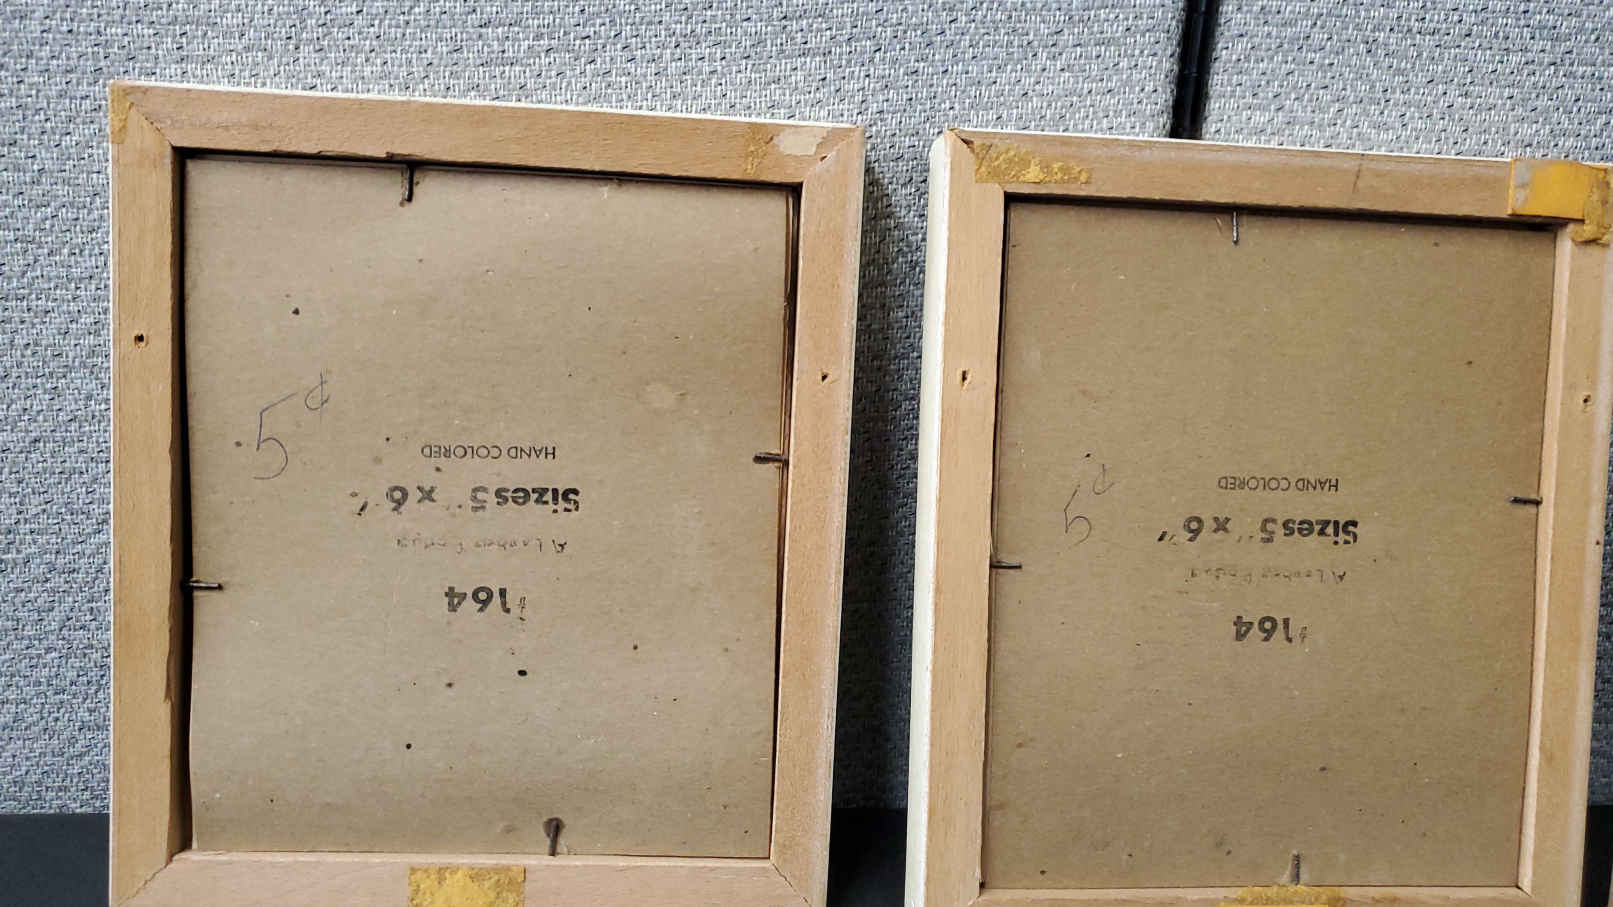 5¢
#164
Sizes 5" x 6"
HAND COLORED
5¢
#164
Sizes 5" x 6"
HAND COLORED